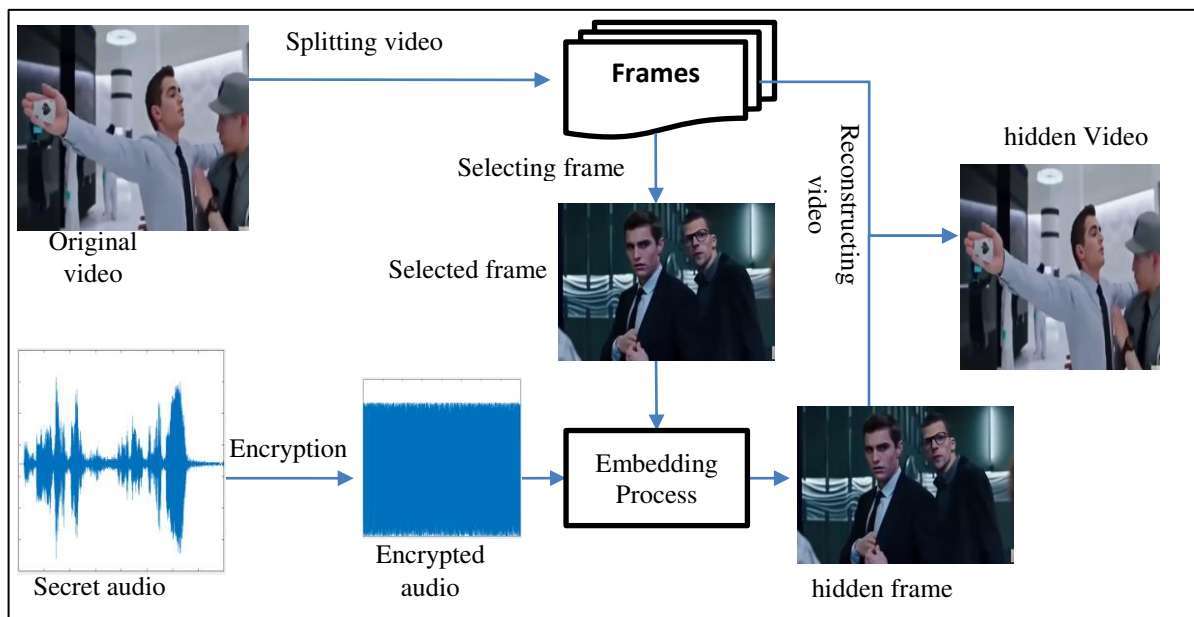 Splitting video
Frames
Original
video
Selecting frame
Selected frame
Reconstructing
video
hidden Video
Secret audio
Encryption
Encrypted
audio
Embedding
Process
hidden frame